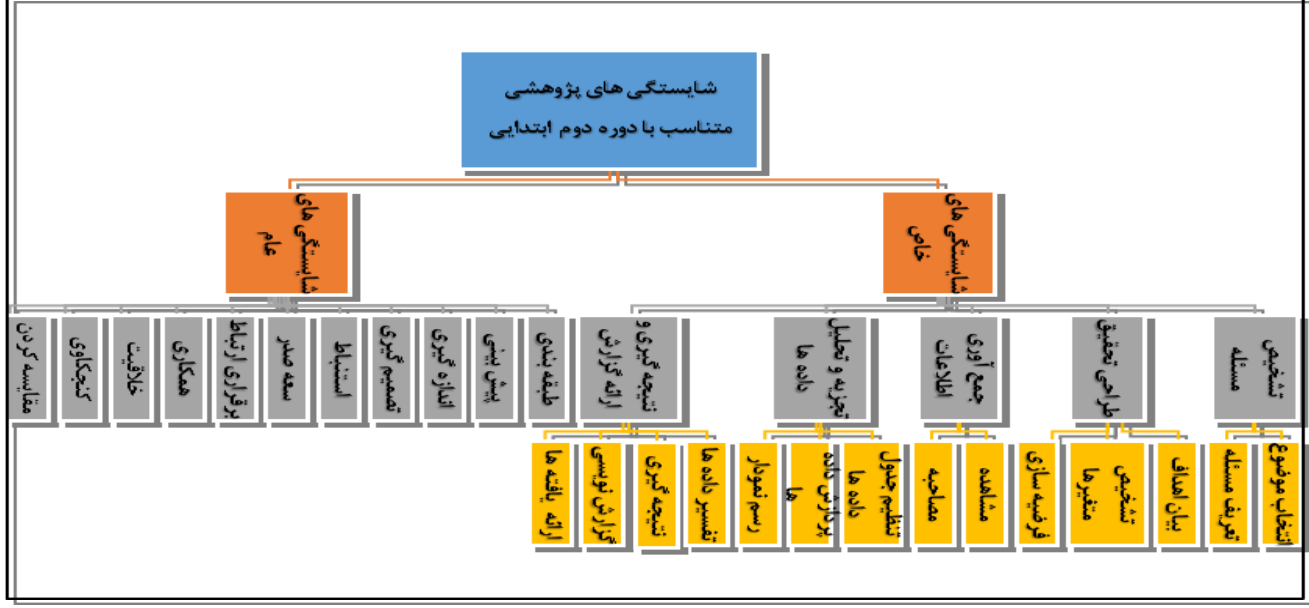 شایستگی های پژوهشی
متناسب با دوره دوم ابتدایی
شایستگی های
خاص
شایستگی های
عام
تشخیص
مسئله
طراحی تحقیق
جمع آوری
اطلاعات
تجزیه و تحلیل
داده ها
نتیجه گیری و
ارائه گزارش
طبقه بندی
پیش بینی
اندازه گیری
تصمیم گیری
استنباط
سعه صدر
برقراری ارتباط
همکاری
خلاقیت
کنجکاوی
مقایسه کردن
انتخاب موضوع
تعریف مسئله
بیان اهداف
تشخیص
متغیرها
فرضیه سازی
مشاهده
مصاحبه
تنظیم جدول
داده ها
پردازش داده
ها
رسم نمودار
تفسیر داده ها
نتیجه گیری
گزارش نویسی
ارائه یافته ها